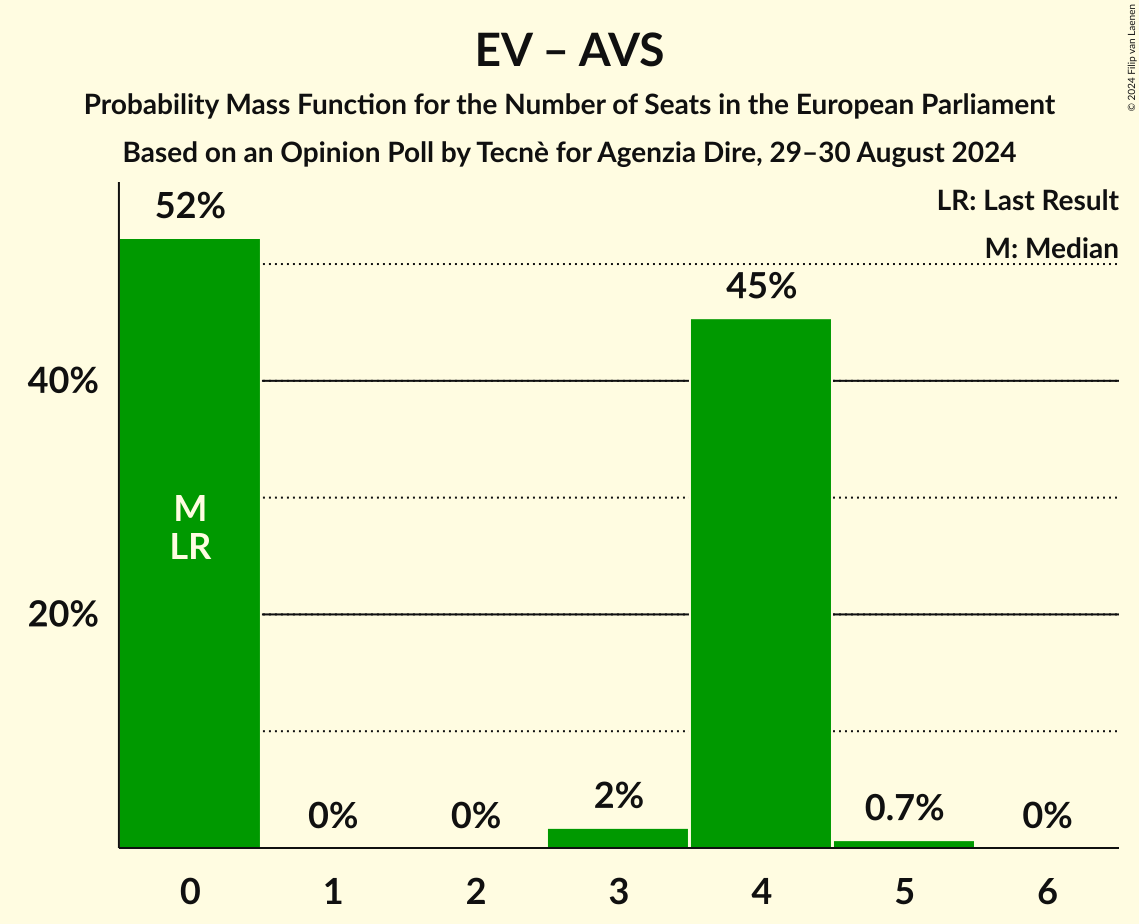 EV – AVS
Probability Mass Function for the Number of Seats in the European Parliament
Based on an Opinion Poll by Tecnè for Agenzia Dire, 29–30 August 2024
© 2024 Filip van Laenen
LR: Last Result
M: Median
52%
45%
40%
M
LR
20%
2%
0.7%
0%
0%
0%
0
1
2
3
4
5
6